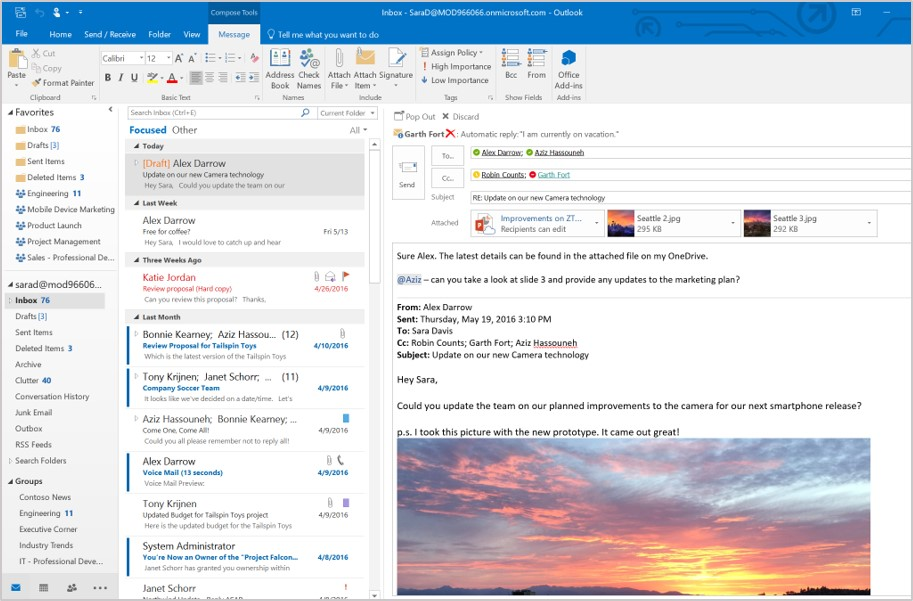 Compose Tools
Inbox - SaraD@MOD966066.onmicrosoft.com - Outlook
File
Home
Send / Receive
Folder
View
Message
Tell me what you want to do
Paste
Cut
Copy
Format Painter
Clipboard
Calibri
12
A A
B I U
A
Basic Text
Address Book
Check Names
Names
Attach File
Attach Item
Signature
Include
Assign Policy
High Importance
Low Importance
Tags
Bcc
From
Show Fields
Office Add-ins
Add-ins
Favorites
Inbox 76
Drafts [3]
Sent Items
Deleted Items 3
Engineering 11
Mobile Device Marketing
Product Launch
Project Management
Sales - Professional De...
sarad@mod96606...
Inbox 76
Drafts [3]
Sent Items
Deleted Items 3
Archive
Clutter 40
Conversation History
Junk Email
Outbox
RSS Feeds
Search Folders
Groups
Contoso News
Engineering 11
Executive Corner
Industry Trends
IT - Professional Deve...
Search Inbox (Ctrl+E)
Current Folder
Focused Other
All
Today
[Draft] Alex Darrow
Update on our new Camera technology
Hey Sara, Could you update the team on our
Last Week
Alex Darrow
Free for coffee? Fri 5/13
Hey Sara, I would love to catch up and hear
Three Weeks Ago
Katie Jordan
Review proposal (Hard copy) 4/26/2016
Can you review this proposal? Thanks,
Last Month
Bonnie Kearney; Aziz Hassou... (12)
Review Proposal for Tailspin Toys 4/10/2016
Which is the latest version of the Tailspin
Tony Krijnen; Janet Schorr; ... (11)
Company Soccer Team 4/9/2016
It looks like we've decided on a date/time. Let's
Aziz Hassouneh; Bonnie Kearney; ...
Come One, Come All! 4/9/2016
Could you all please remember not to reply all!
Alex Darrow
Voice Mail (13 seconds) 4/9/2016
Voice Mail Preview:
Tony Krijnen
Updated Budget for Tailspin Toys project 4/9/2016
Here is the updated budget for the Tailspin Toys
System Administrator
You're Now an Owner of the "Project Falcon... 4/8/2016
Janet Schorr has granted you ownership within
Janet Schorr
Pop Out
Discard
Garth Fort : Automatic reply:"I am currently on vacation."
Send
To...
Alex Darrow; Aziz Hassouneh
Cc...
Robin Counts; Garth Fort
Subject
RE: Update on our new Camera technology
Attached
Improvements on ZT...
Recipients can edit
Seattle 2.jpg
295 KB
Seattle 3.jpg
292 KB
Sure Alex. The latest details can be found in the attached file on my OneDrive.
@Aziz – can you take a look at slide 3 and provide any updates to the marketing plan?
From: Alex Darrow
Sent: Thursday, May 19, 2016 3:10 PM
To: Sara Davis
Cc: Robin Counts; Garth Fort; Aziz Hassouneh
Subject: Update on our new Camera technology
Hey Sara,
Could you update the team on our planned improvements to the camera for our next smartphone release?
p.s. I took this picture with the new prototype. It came out great!